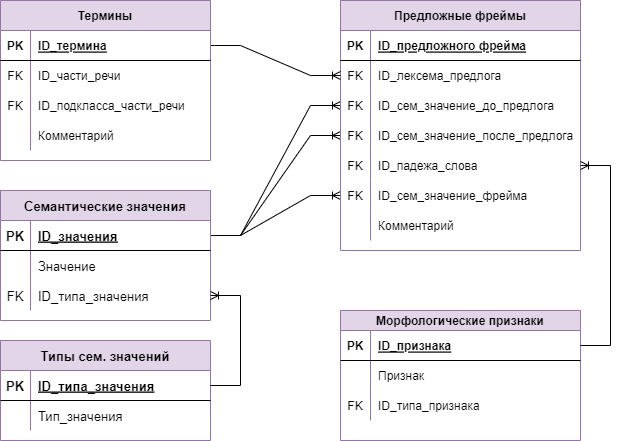 Термины
PK ID_термина
FK ID_части_речи
FK ID_подкласса_части_речи
Комментарий
Предложные фреймы
PK ID_предложного фрейма
FK ID_лексема_предлога
FK ID_сем_значение_до_предлога
FK ID_сем_значение_после_предлога
FK ID_падежа_слова
FK ID_сем_значение_фрейма
Комментарий
Семантические значения
PK ID_значения
Значение
FK ID_типа_значения
Типы сем. значений
PK ID_типа_значения
Тип_значения
Морфологические признаки
PK ID_признака
Признак
FK ID_типа_признака